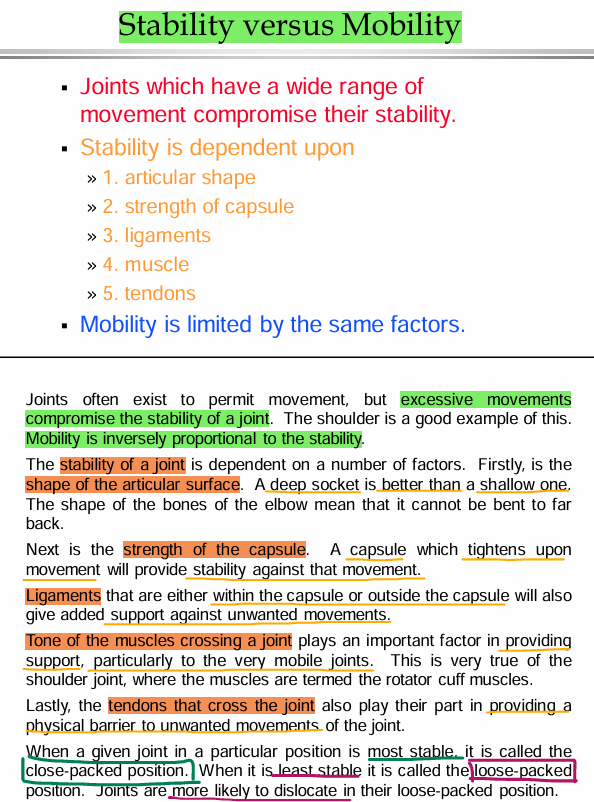 Stability versus Mobility
▪ Joints which have a wide range of
movement compromise their stability.
▪ Stability is dependent upon
» 1. articular shape
» 2. strength of capsule
» 3. ligaments
» 4. muscle
» 5. tendons
▪ Mobility is limited by the same factors.
Joints often exist to permit movement, but excessive movements
compromise the stability of a joint. The shoulder is a good example of this.
Mobility is inversely proportional to the stability.
The stability of a joint is dependent on a number of factors. Firstly, is the
shape of the articular surface. A deep socket is better than a shallow one.
The shape of the bones of the elbow mean that it cannot be bent to far
back.
Next is the strength of the capsule. A capsule which tightens upon
movement will provide stability against that movement.
Ligaments that are either within the capsule or outside the capsule will also
give added support against unwanted movements.
Tone of the muscles crossing a joint plays an important factor in providing
support, particularly to the very mobile joints. This is very true of the
shoulder joint, where the muscles are termed the rotator cuff muscles.
Lastly, the tendons that cross the joint also play their part in providing a
physical barrier to unwanted movements of the joint.
When a given joint in a particular position is most stable, it is called the
close-packed position. When it is least stable it is called the loose-packed
position. Joints are more likely to dislocate in their loose-packed position.